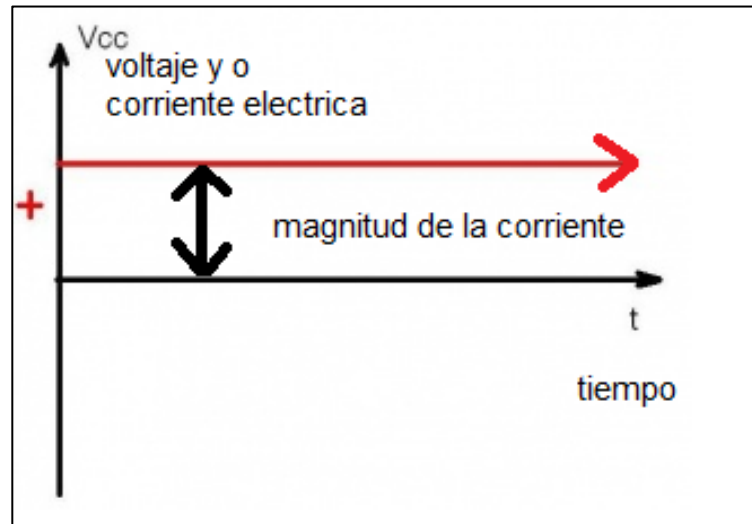 Vcc
voltaje y o
corriente electrica
+
magnitud de la corriente
t
tiempo